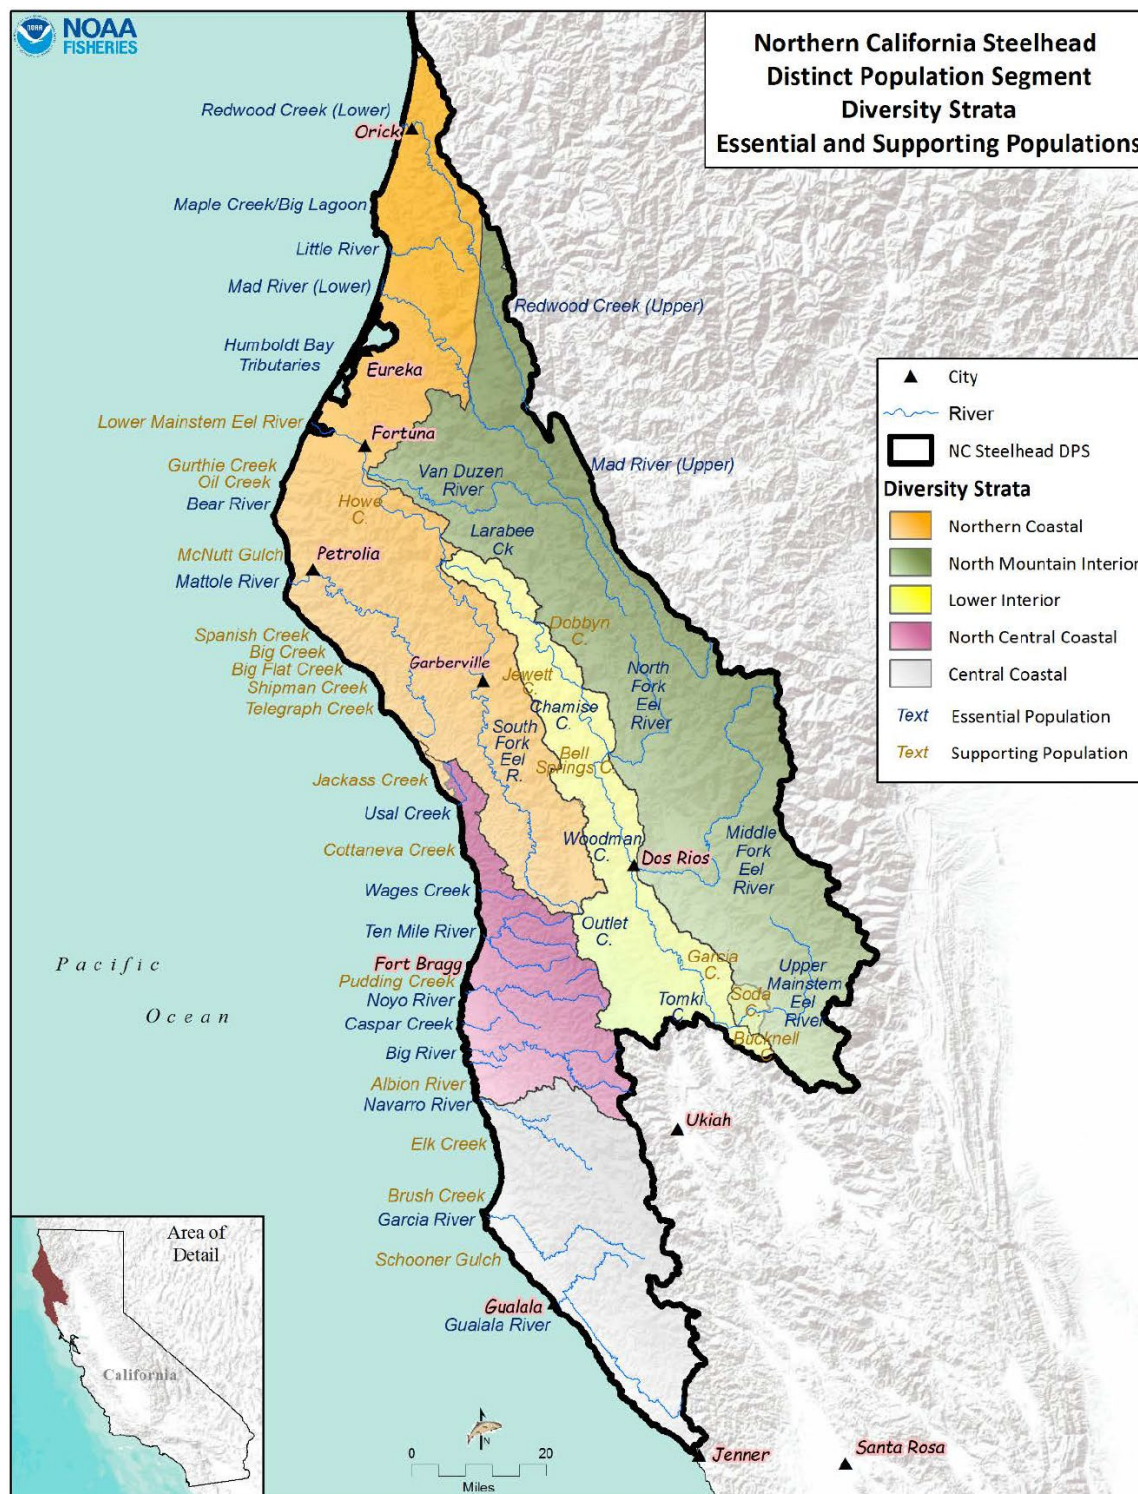 NOAA
FISHERIES
Northern California Steelhead
Distinct Population Segment
Diversity Strata
Essential and Supporting Populations
Redwood Creek (Lower)
Orick
Maple Creek/Big Lagoon
Little River
Mad River (Lower)
Redwood Creek (Upper)
Humboldt Bay
Tributaries
Eureka
Lower Mainstem Eel River
Fortuna
Mad River (Upper)
Gurthie Creek
Oil Creek
Bear River
Van Duzen
River
Howe
C.
Larabee
Ck
McNutt Gulch
Petrolia
Mattole River
Spanish Creek
Big Creek
Big Flat Creek
Shipman Creek
Telegraph Creek
Garberville
Dobbyn
C.
Jewett
C.
Chamise
C.
North
Fork
Eel
River
South
Fork
Eel
R.
Bell
Springs C.
Jackass Creek
Usal Creek
Cottaneva Creek
Woodman
C.
Dos Rios
Middle
Fork
Eel
River
Wages Creek
Ten Mile River
Outlet
C.
Fort Bragg
Pudding Creek
Noyo River
Caspar Creek
Big River
Garcia
C.
Tomki
C.
Soda
C.
Upper
Mainstem
Eel
River
Bucknell
C.
Albion River
Navarro River
Elk Creek
Ukiah
Brush Creek
Garcia River
Schooner Gulch
Gualala
Gualala River
Jenner
Santa Rosa
Pacific
Ocean
City
River
NC Steelhead DPS
Diversity Strata
Northern Coastal
North Mountain Interior
Lower Interior
North Central Coastal
Central Coastal
Text Essential Population
Text Supporting Population
Area of
Detail
California
N
0 20
Miles